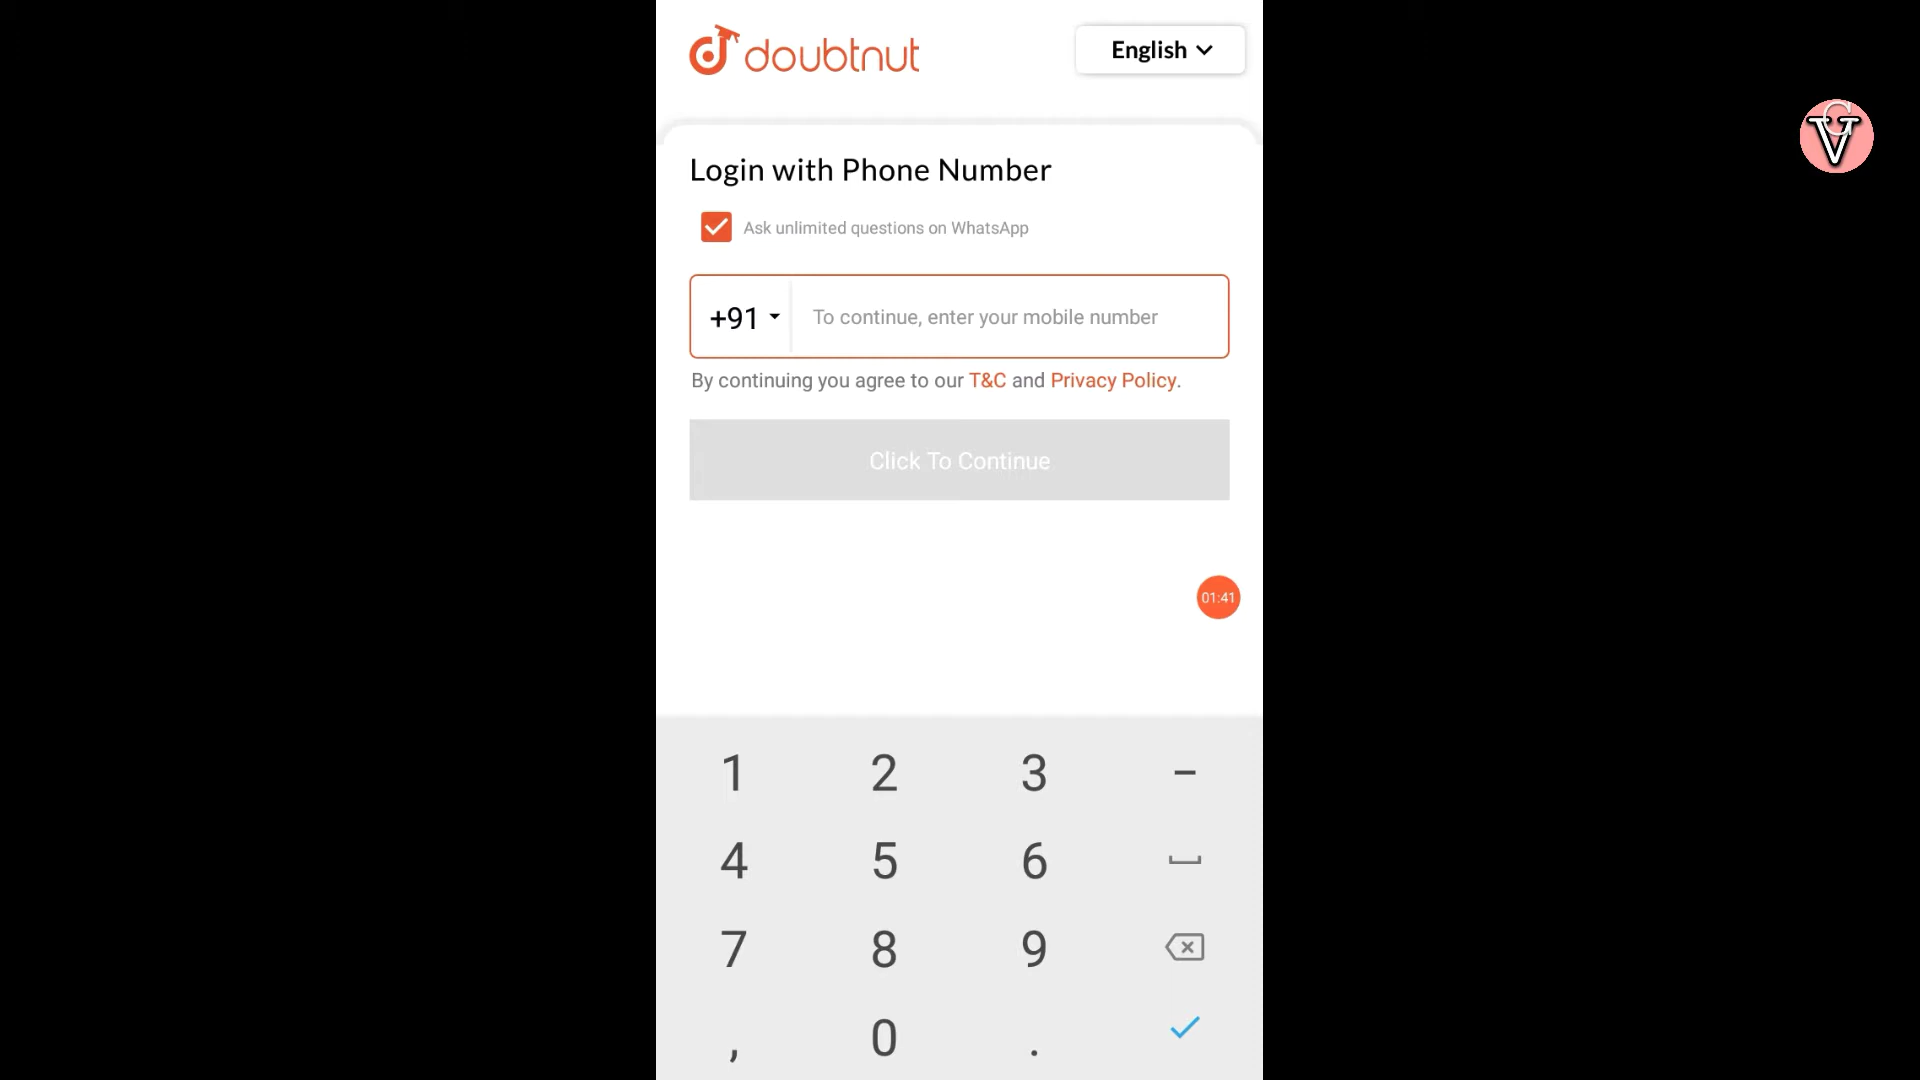 doubtnut
English
Login with Phone Number
Ask unlimited questions on WhatsApp
+91
To continue, enter your mobile number
By continuing you agree to our T&C and Privacy Policy.
Click To Continue
01:41
1 2 3 -
4 5 6
7 8 9
, 0 .